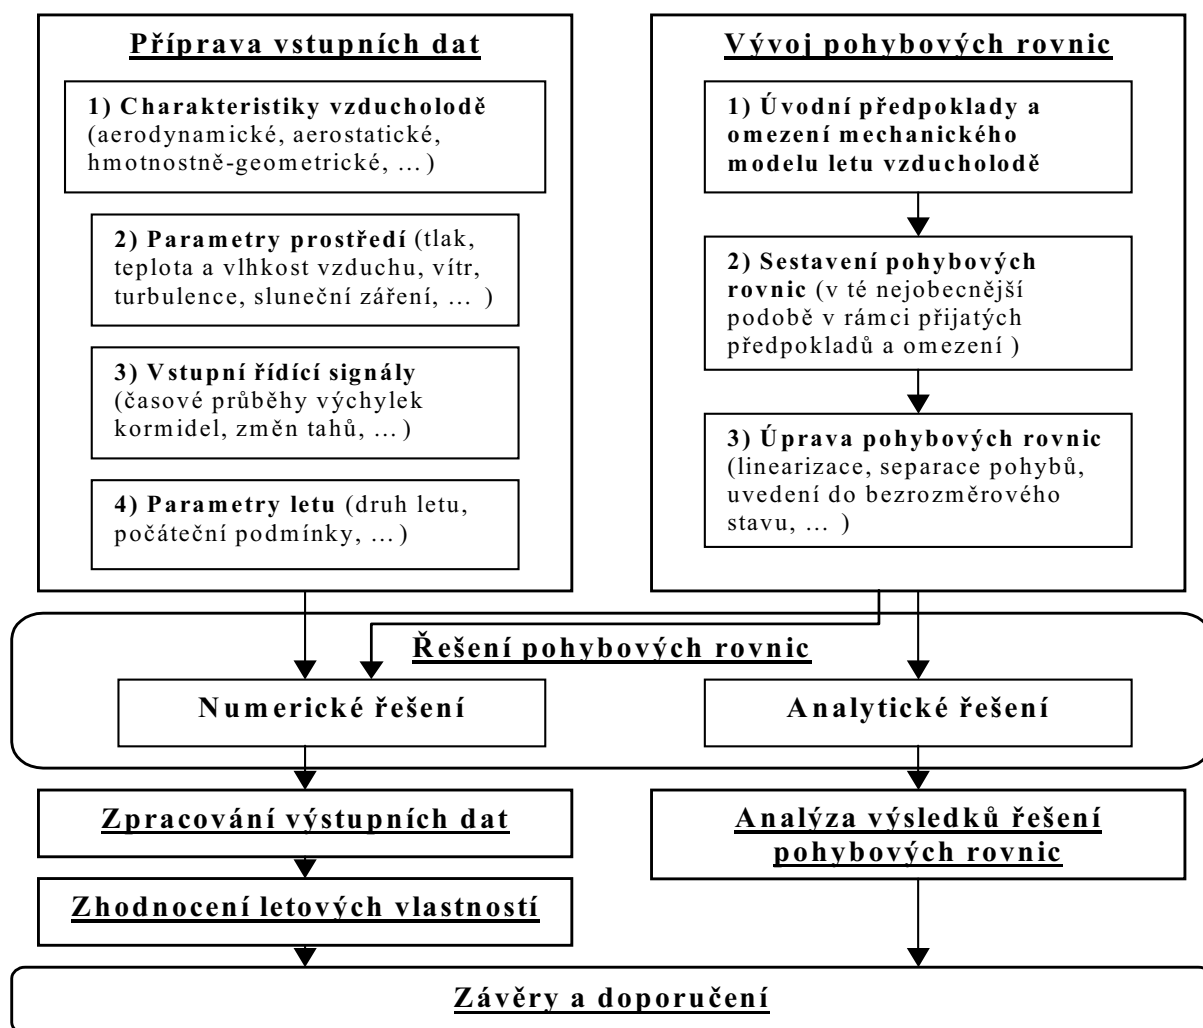 Příprava vstupních dat
1) Charakteristiky vzducholodě
(aerodynamické, aerostatické,
hmotnostně-geometrické, …)
2) Parametry prostředí (tlak,
teplota a vlhkost vzduchu, vítr,
turbulence, sluneční záření, … )
3) Vstupní řídící signály
(časové průběhy výchylek
kormidel, změn tahů, …)
4) Parametry letu (druh letu,
počáteční podmínky, …)
Vývoj pohybových rovnic
1) Úvodní předpoklady a
omezení mechanického
modelu letu vzducholodě
2) Sestavení pohybových
rovnic (v té nejobecnější
podobě v rámci přijatých
předpokladů a omezení )
3) Úprava pohybových rovnic
(linearizace, separace pohybů,
uvedení do bezrozměrového
stavu, … )
Řešení pohybových rovnic
Numerické řešení
Analytické řešení
Zpracování výstupních dat
Analýza výsledků řešení
pohybových rovnic
Zhodnocení letových vlastností
Závěry a doporučení